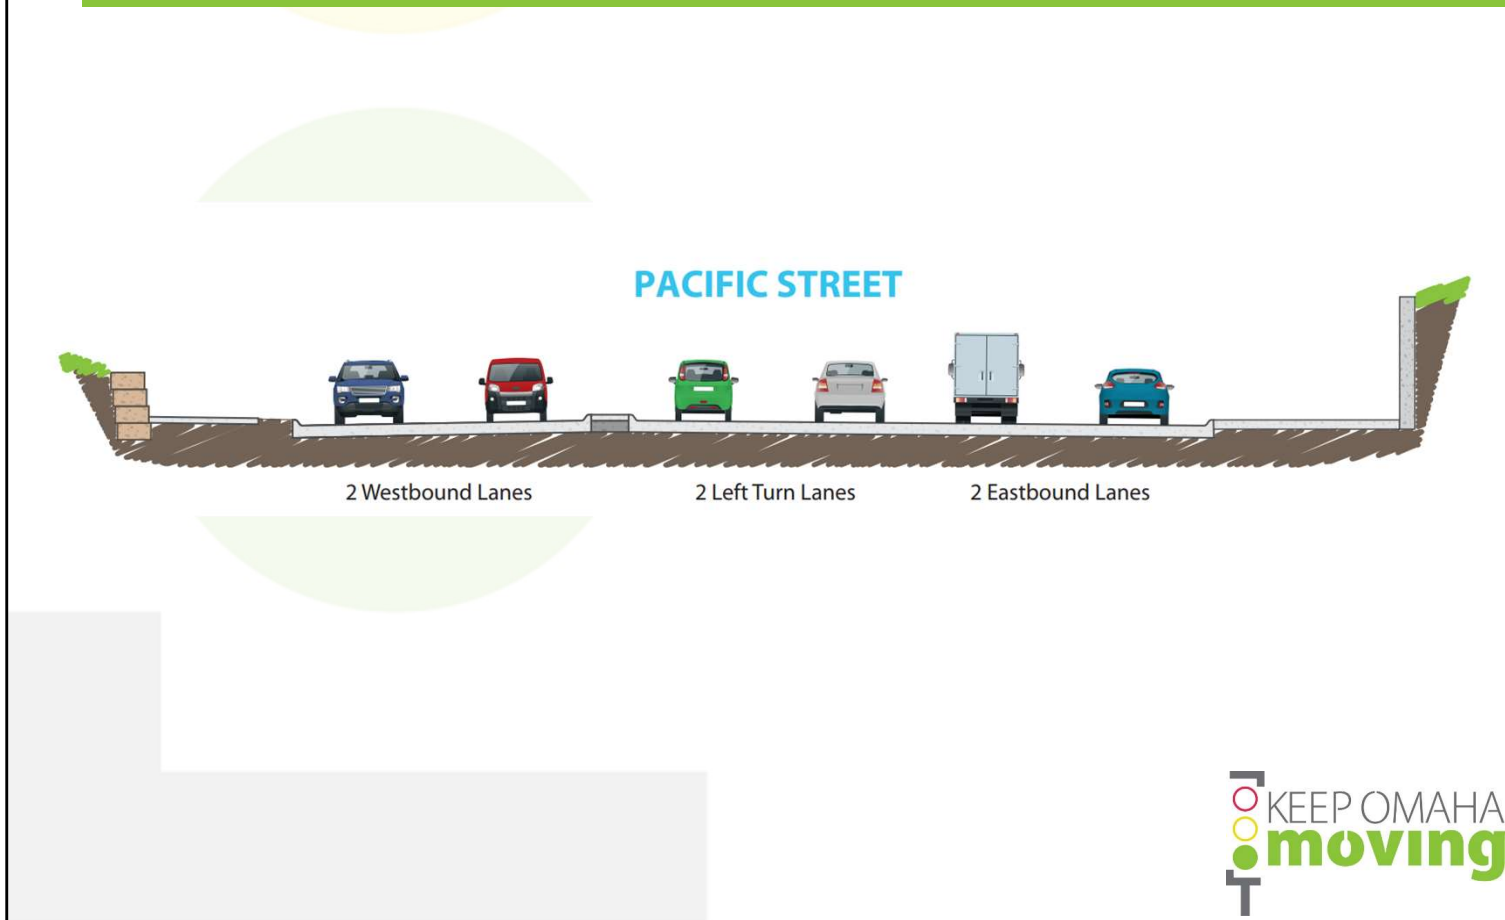 PACIFIC STREET
2 Westbound Lanes
2 Left Turn Lanes
2 Eastbound Lanes
KEEP OMAHA
moving